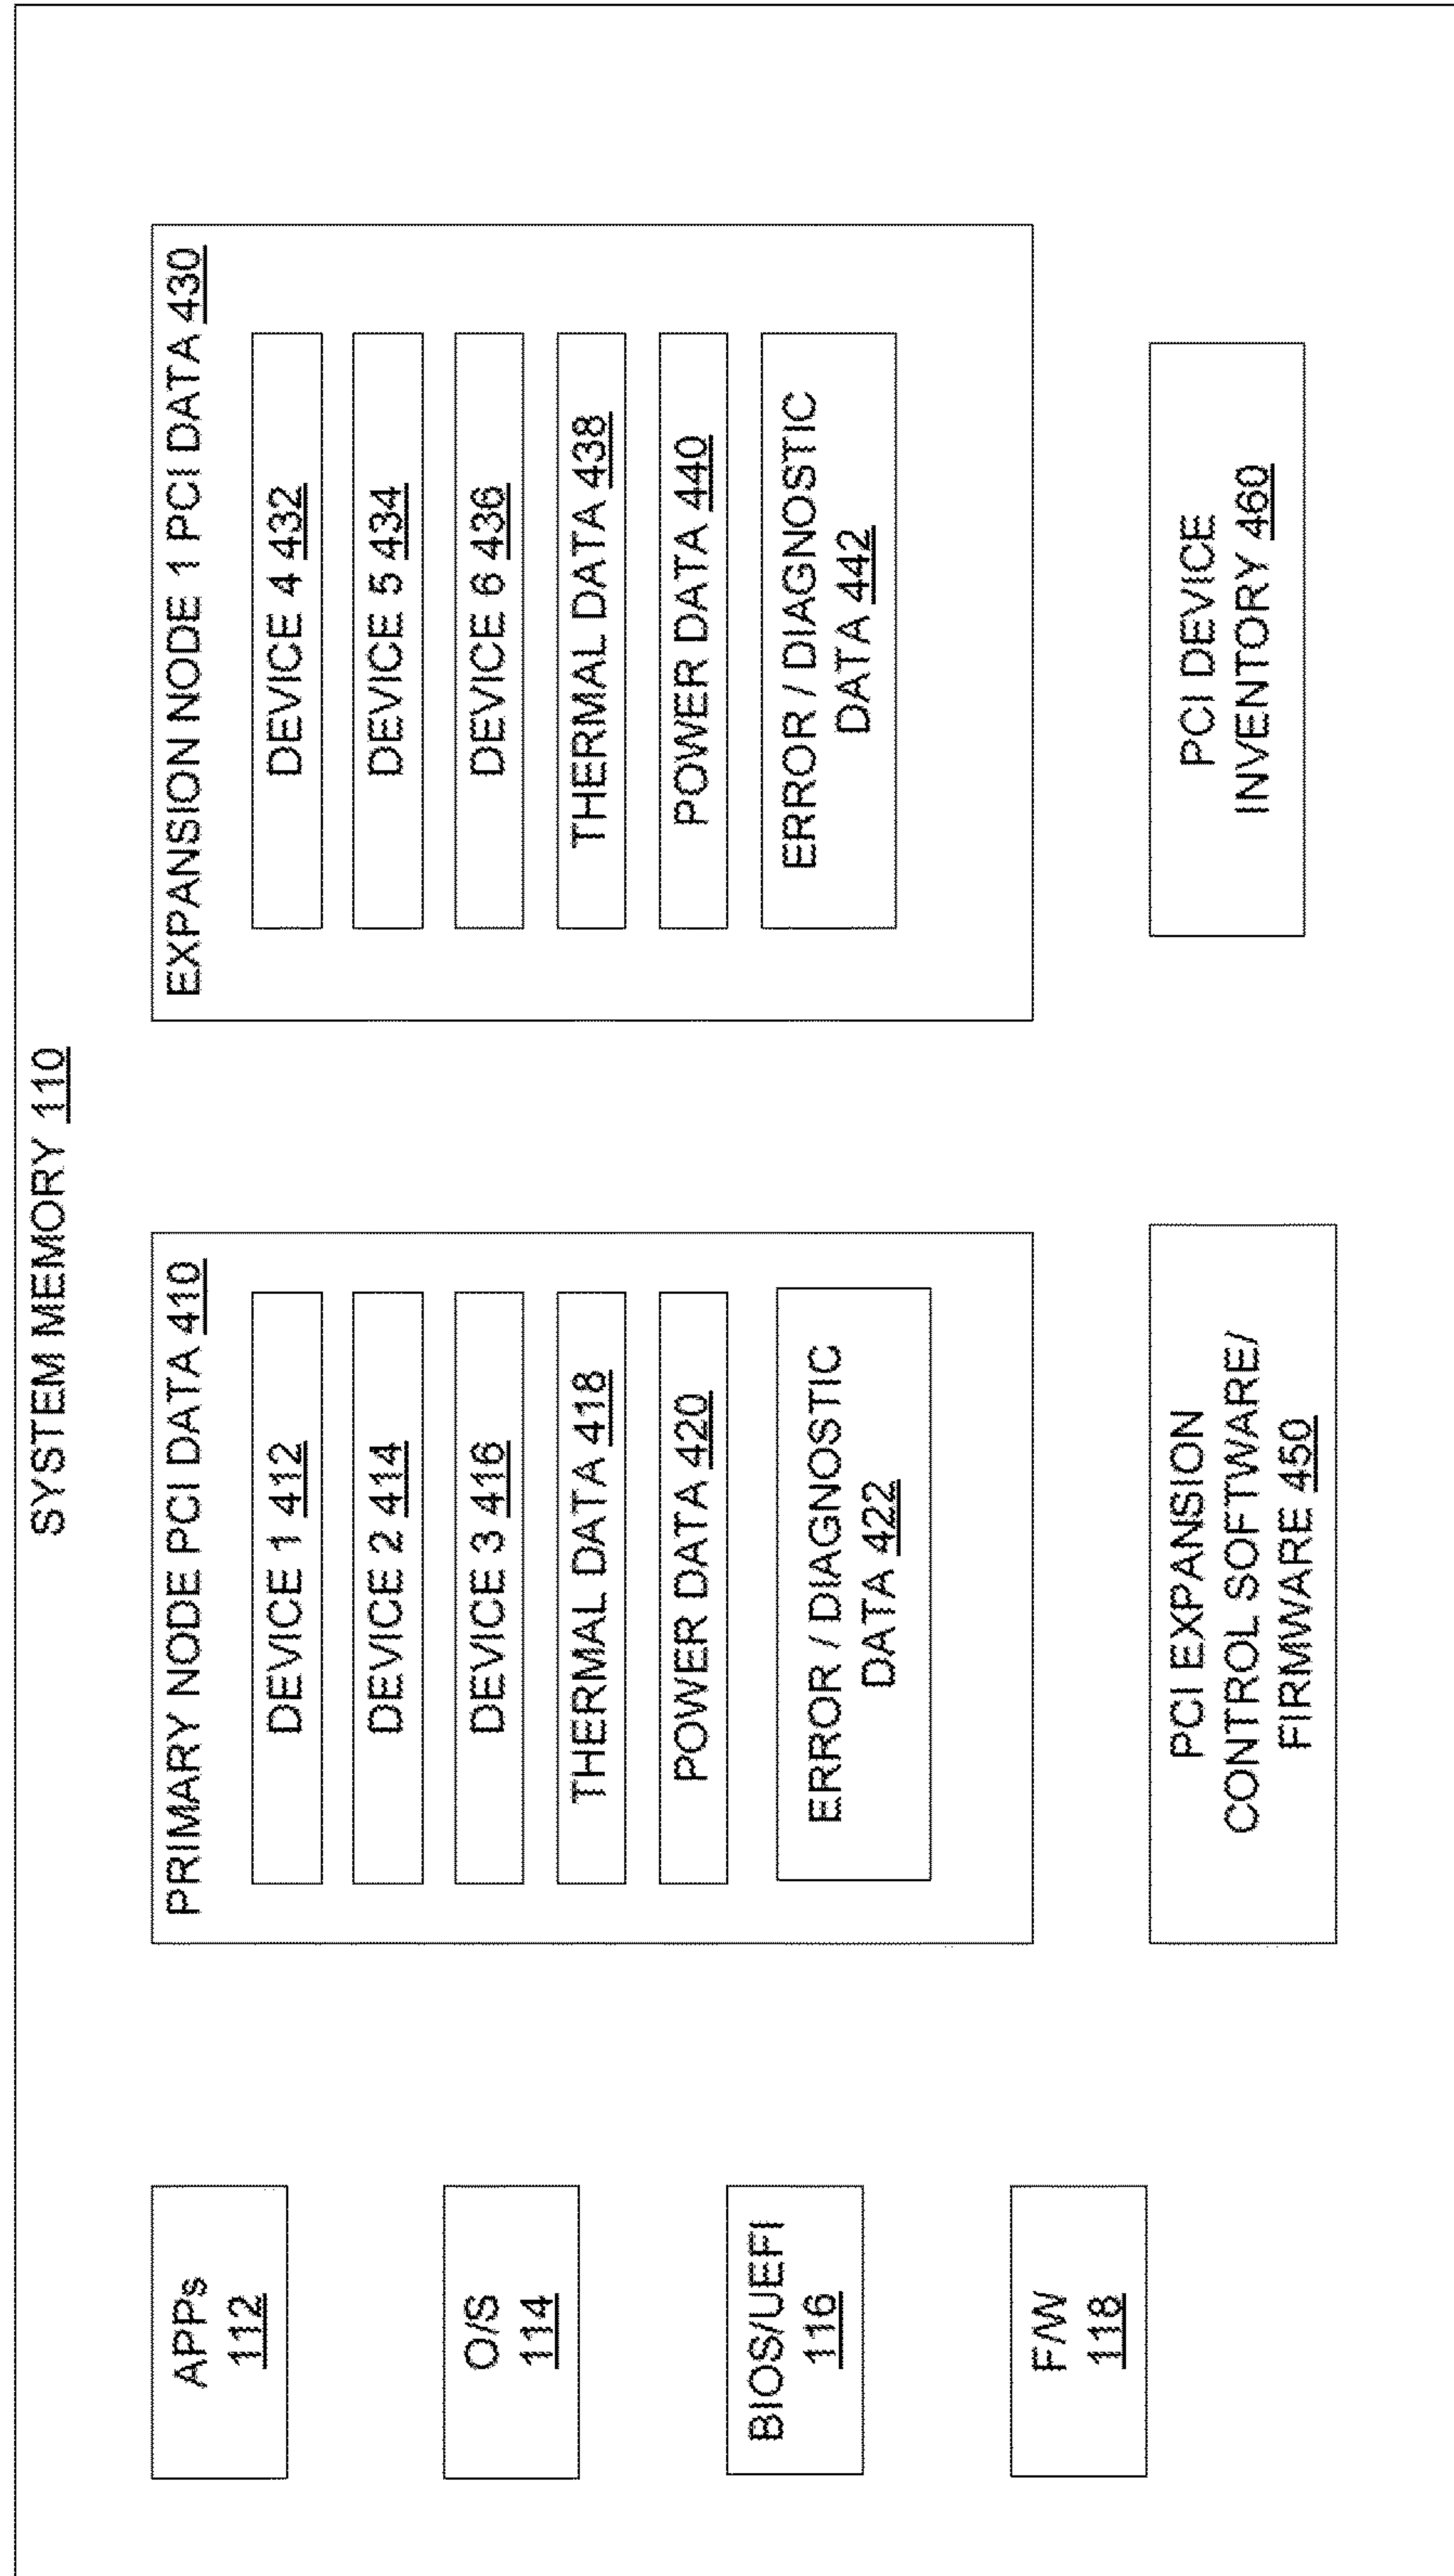 SYSTEM MEMORY 110
APPs
112
O/S
114
BIOS/UEFI
116
F/W
118
PRIMARY NODE PCI DATA 410
DEVICE 1 412
DEVICE 2 414
DEVICE 3 416
THERMAL DATA 418
POWER DATA 420
ERROR / DIAGNOSTIC
DATA 422
EXPANSION NODE 1 PCI DATA 430
DEVICE 4 432
DEVICE 5 434
DEVICE 6 436
THERMAL DATA 438
POWER DATA 440
ERROR / DIAGNOSTIC
DATA 442
PCI EXPANSION
CONTROL SOFTWARE/
FIRMWARE 450
PCI DEVICE
INVENTORY 460